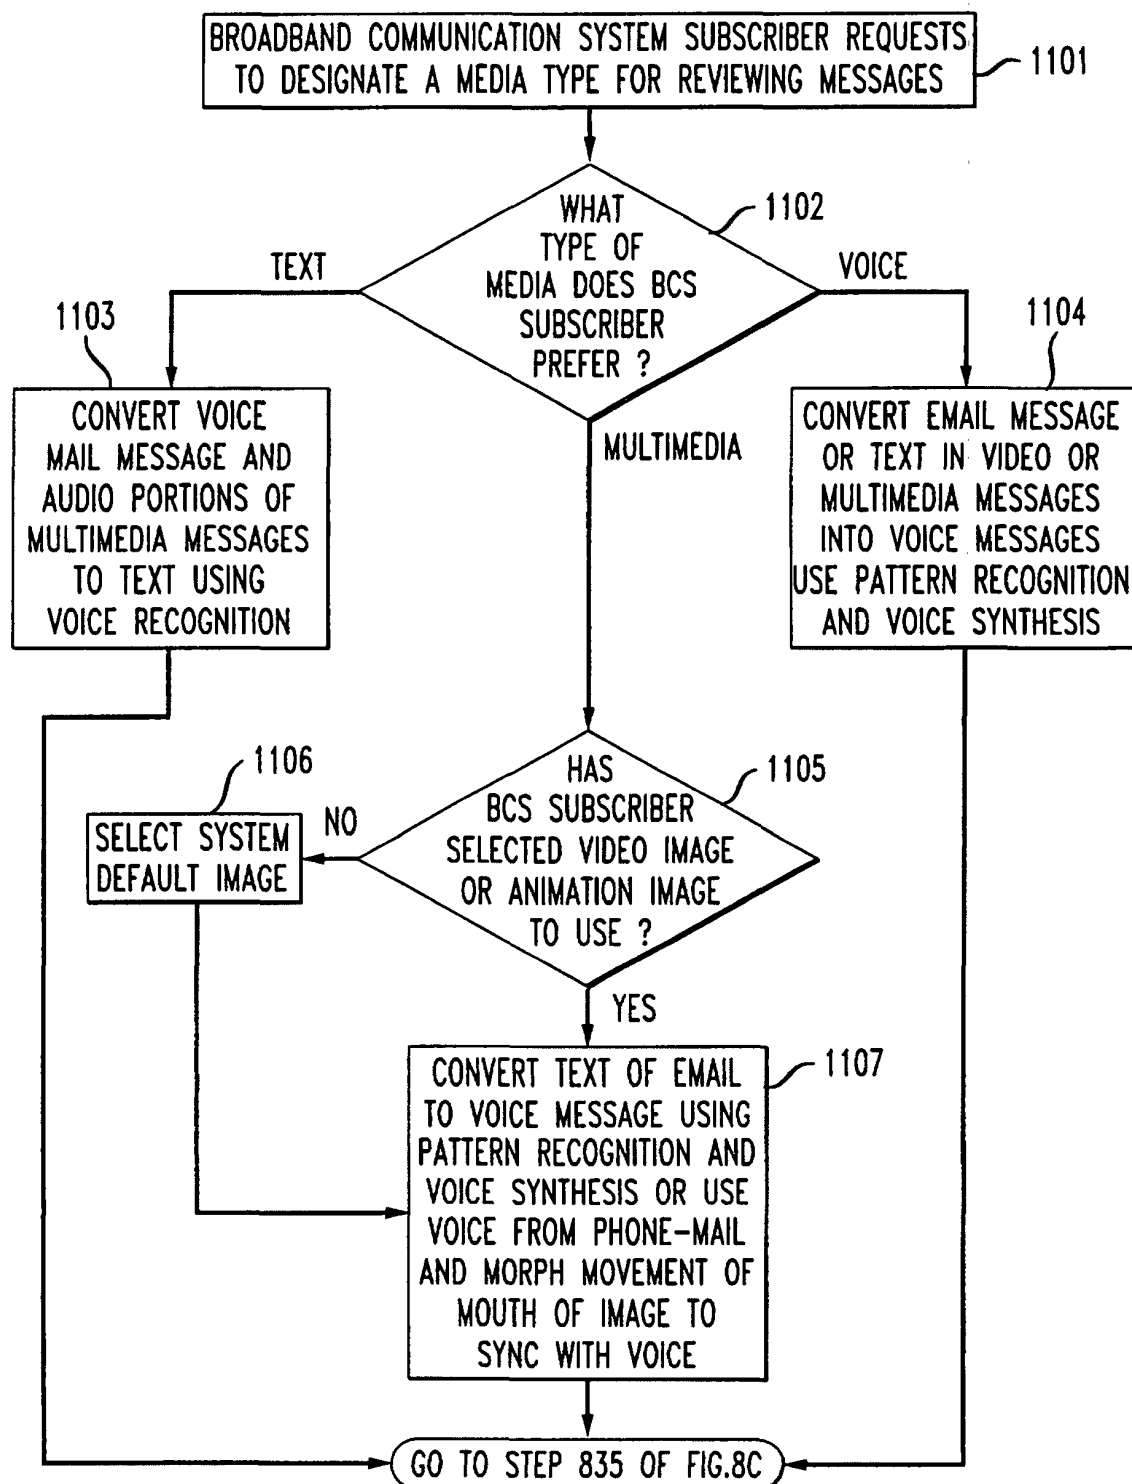 BROADBAND COMMUNICATION SYSTEM SUBSCRIBER REQUESTS
TO DESIGNATE A MEDIA TYPE FOR REVIEWING MESSAGES
1101
WHAT
TYPE OF
MEDIA DOES BCS
SUBSCRIBER
PREFER ?
1102
TEXT
VOICE
MULTIMEDIA
1103
CONVERT VOICE
MAIL MESSAGE AND
AUDIO PORTIONS OF
MULTIMEDIA MESSAGES
TO TEXT USING
VOICE RECOGNITION
1104
CONVERT EMAIL MESSAGE
OR TEXT IN VIDEO OR
MULTIMEDIA MESSAGES
INTO VOICE MESSAGES
USE PATTERN RECOGNITION
AND VOICE SYNTHESIS
HAS
BCS SUBSCRIBER
SELECTED VIDEO IMAGE
OR ANIMATION IMAGE
TO USE ?
1105
NO
1106
SELECT SYSTEM
DEFAULT IMAGE
YES
CONVERT TEXT OF EMAIL
TO VOICE MESSAGE USING
PATTERN RECOGNITION AND
VOICE SYNTHESIS OR USE
VOICE FROM PHONE-MAIL
AND MORPH MOVEMENT OF
MOUTH OF IMAGE TO
SYNC WITH VOICE
1107
GO TO STEP 835 OF FIG.8C